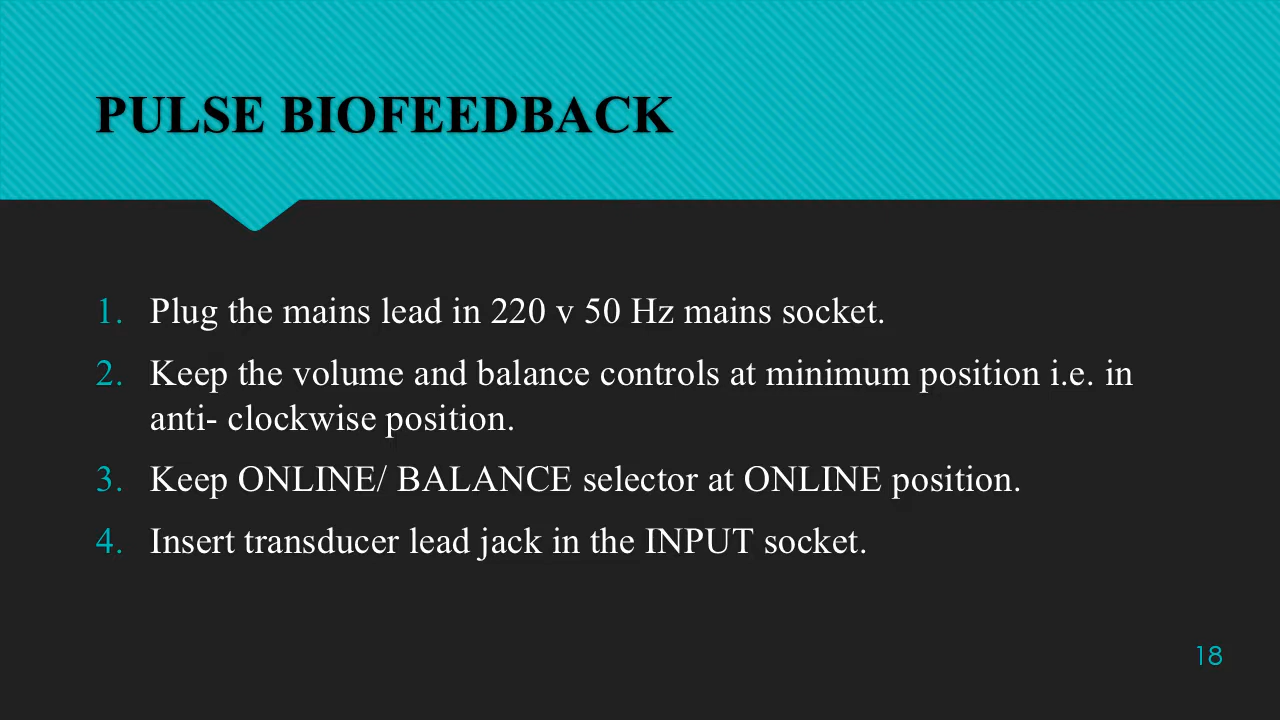 PULSE BIOFEEDBACK
1. Plug the mains lead in 220 v 50 Hz mains socket.
2. Keep the volume and balance controls at minimum position i.e. in
anti- clockwise position.
3. Keep ONLINE/ BALANCE selector at ONLINE position.
4. Insert transducer lead jack in the INPUT socket.
18